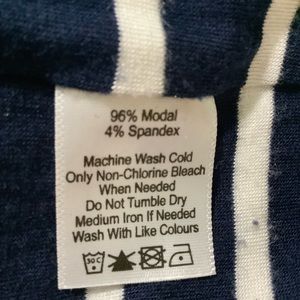 96% Modal
4% Spandex
Machine Wash Cold
Only Non-Chlorine Bleach
When Needed
Do Not Tumble Dry
Medium Iron If Needed
Wash With Like Colours
30 C